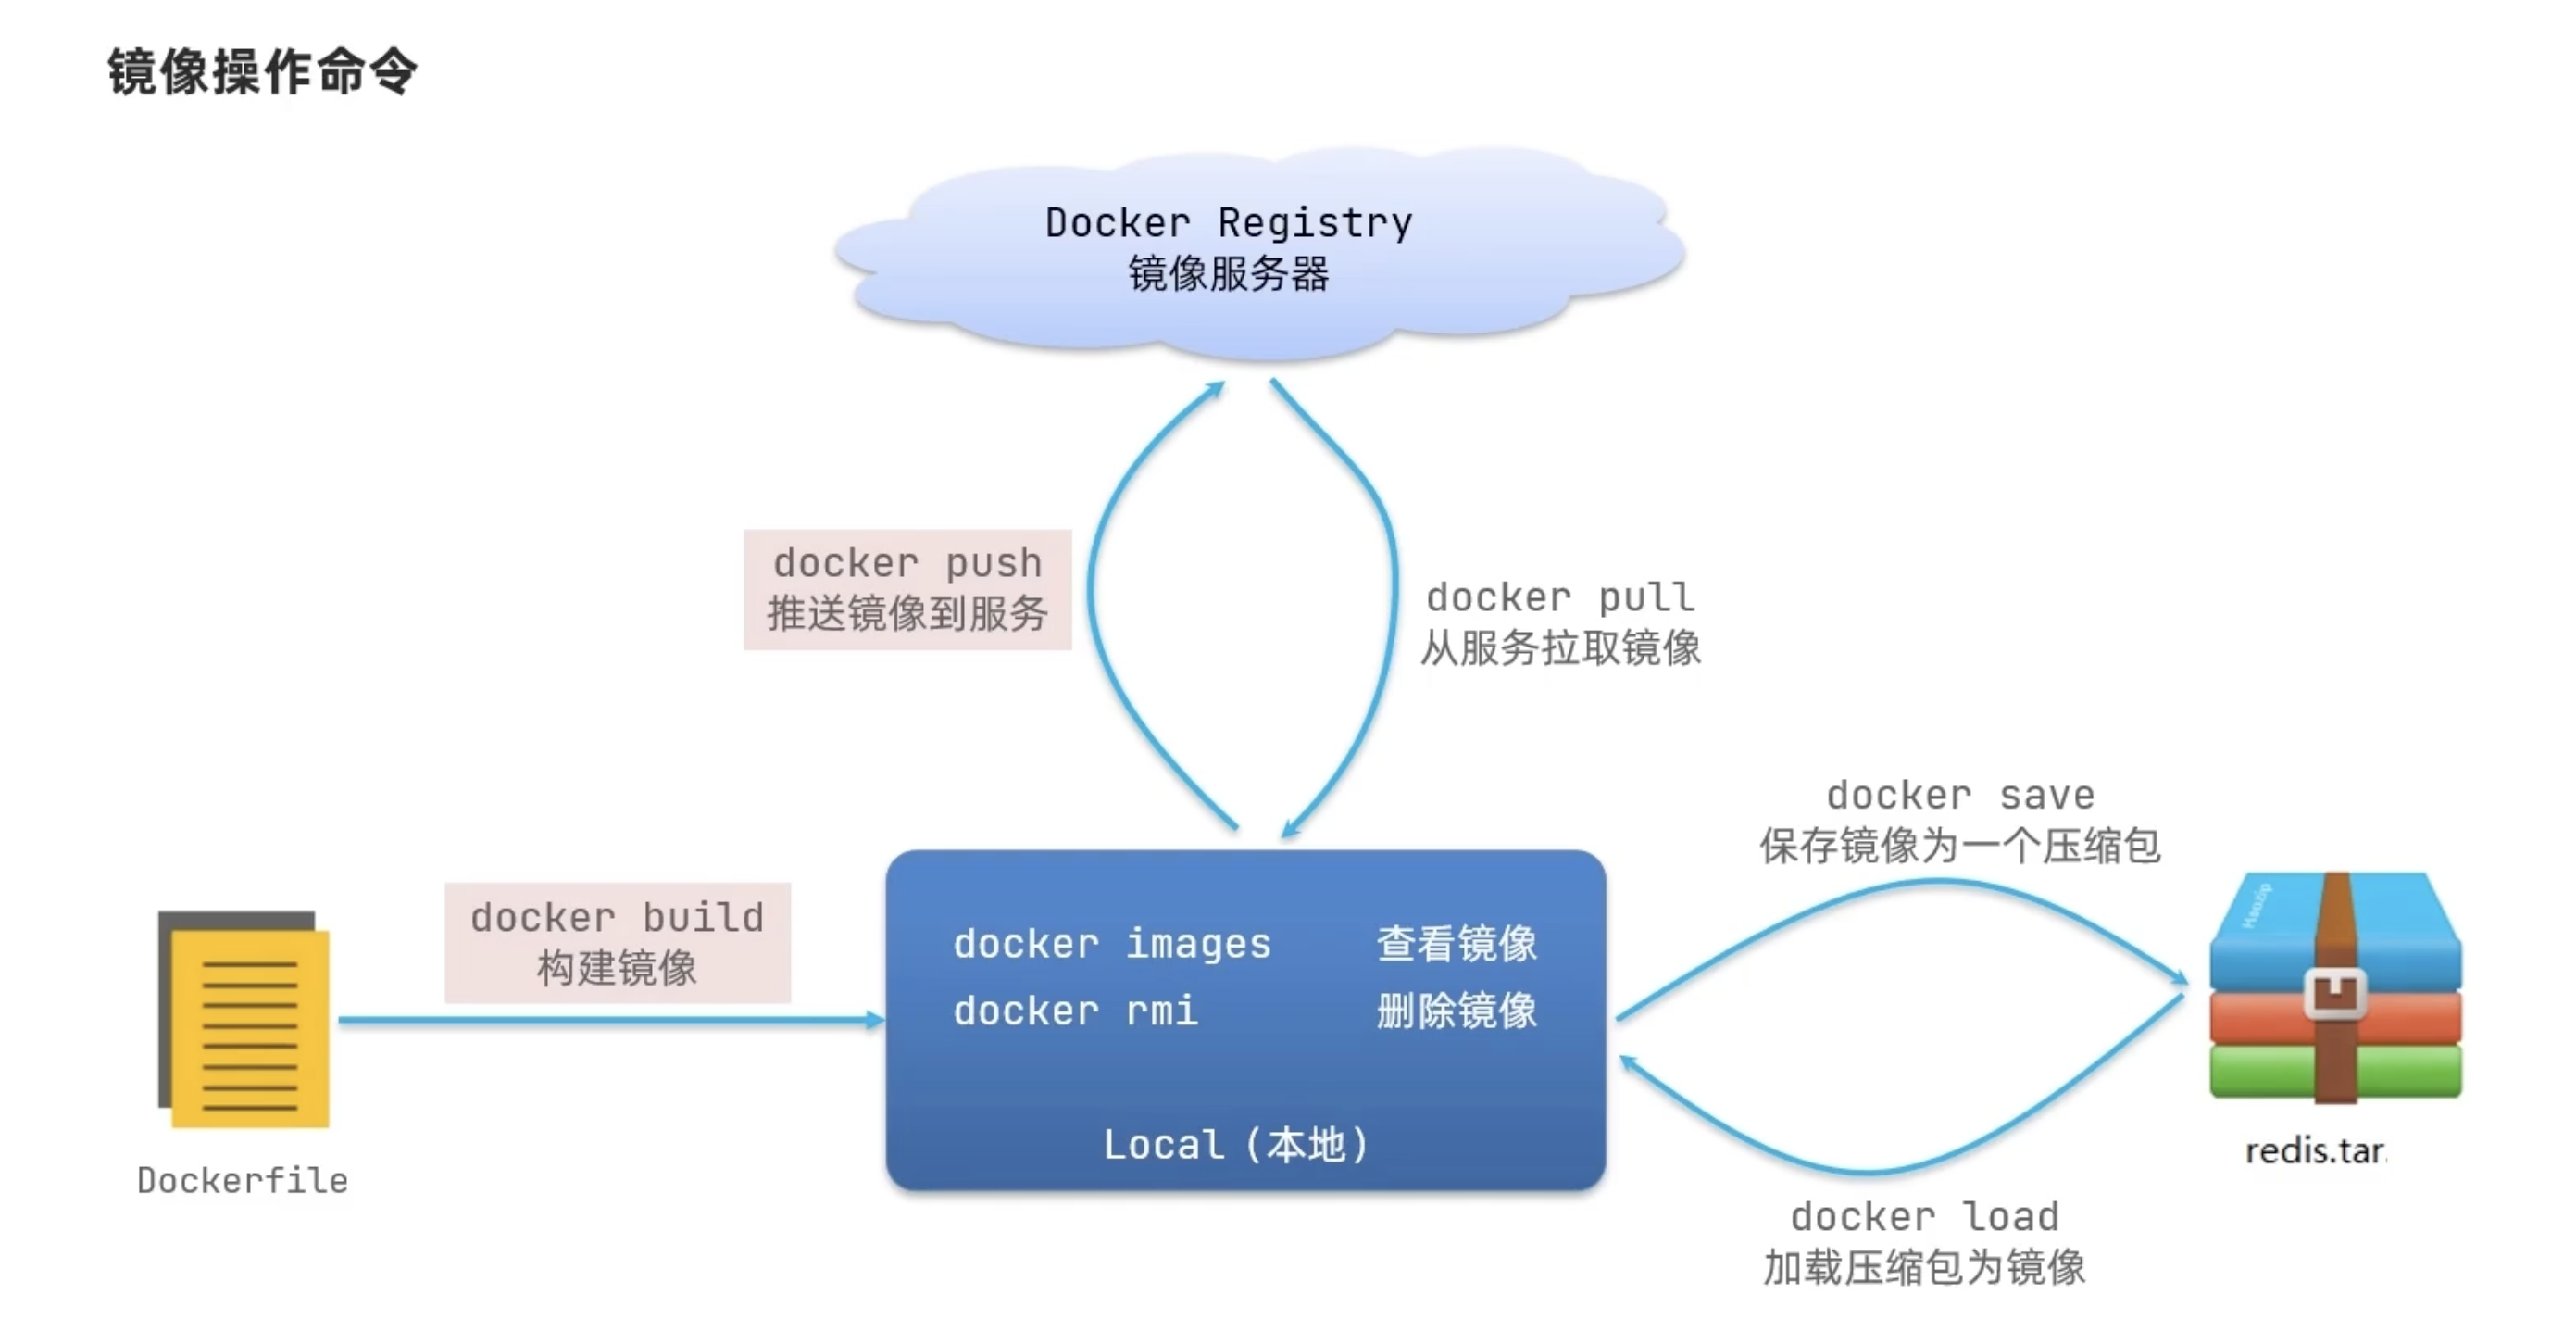 镜像操作命令
Docker Registry
镜像服务器
docker push
推送镜像到服务
docker pull
从服务拉取镜像
docker save
保存镜像为一个压缩包
docker build
构建镜像
docker images 查看镜像
docker rmi 删除镜像
Local（本地）
Dockerfile
Haozip
redis.tar.
docker load
加载压缩包为镜像